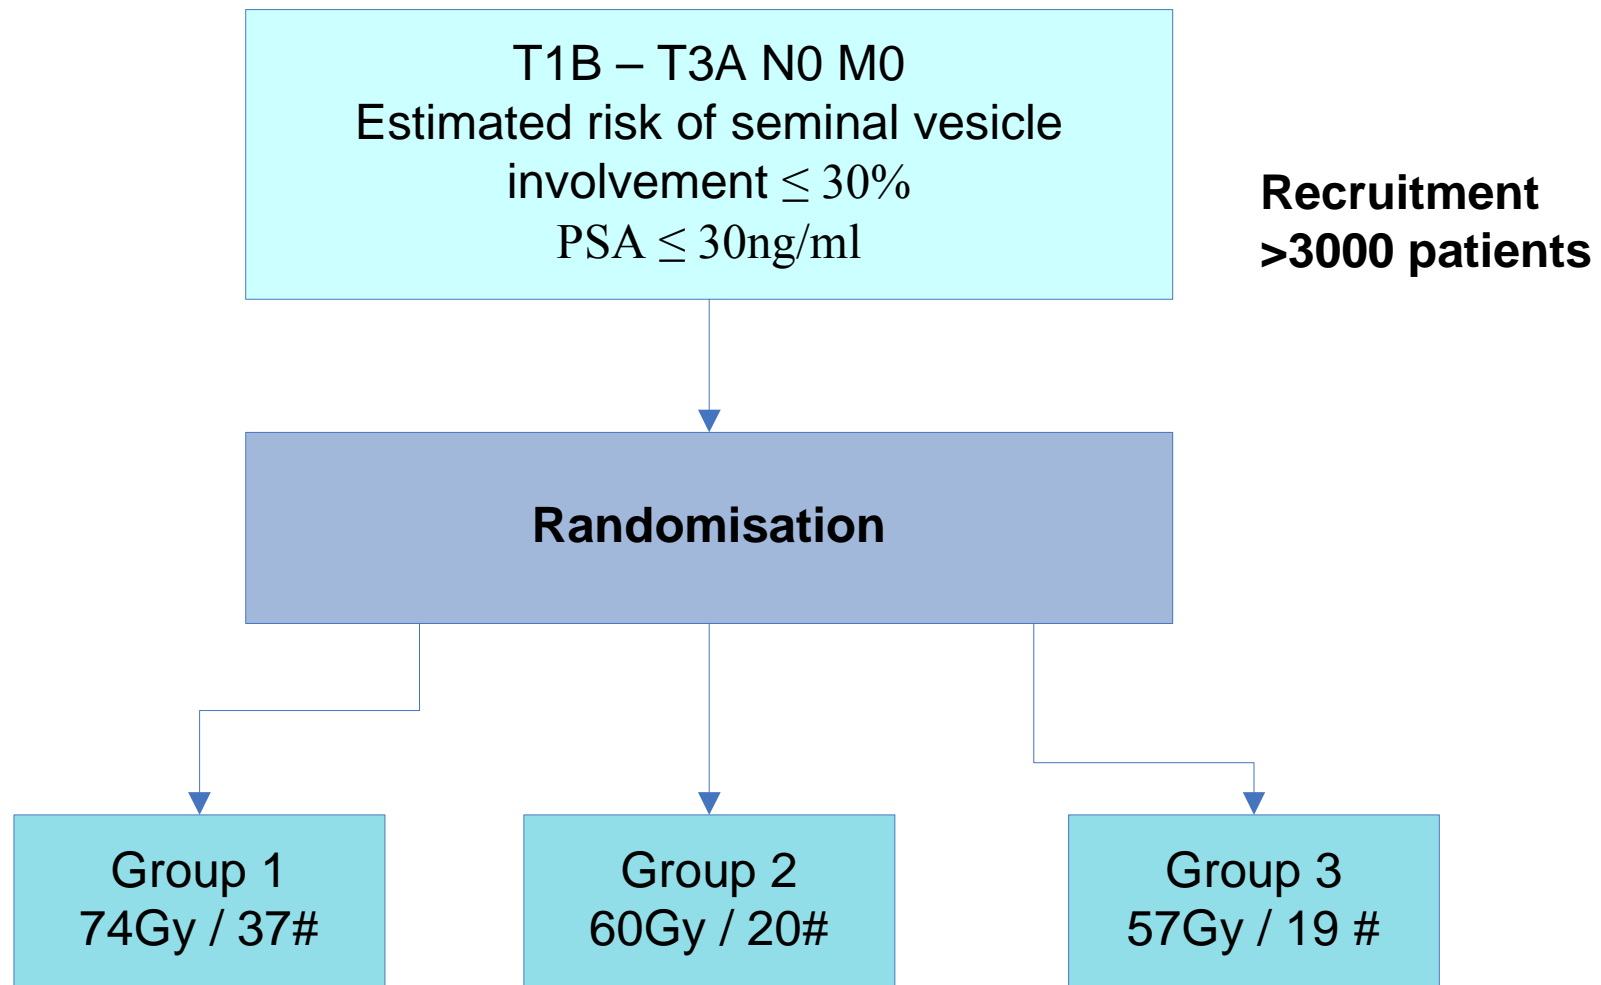 T1B – T3A N0 M0
Estimated risk of seminal vesicle
involvement ≤ 30%
PSA ≤ 30ng/ml
Recruitment
>3000 patients
Randomisation
Group 1
74Gy / 37#
Group 2
60Gy / 20#
Group 3
57Gy / 19 #